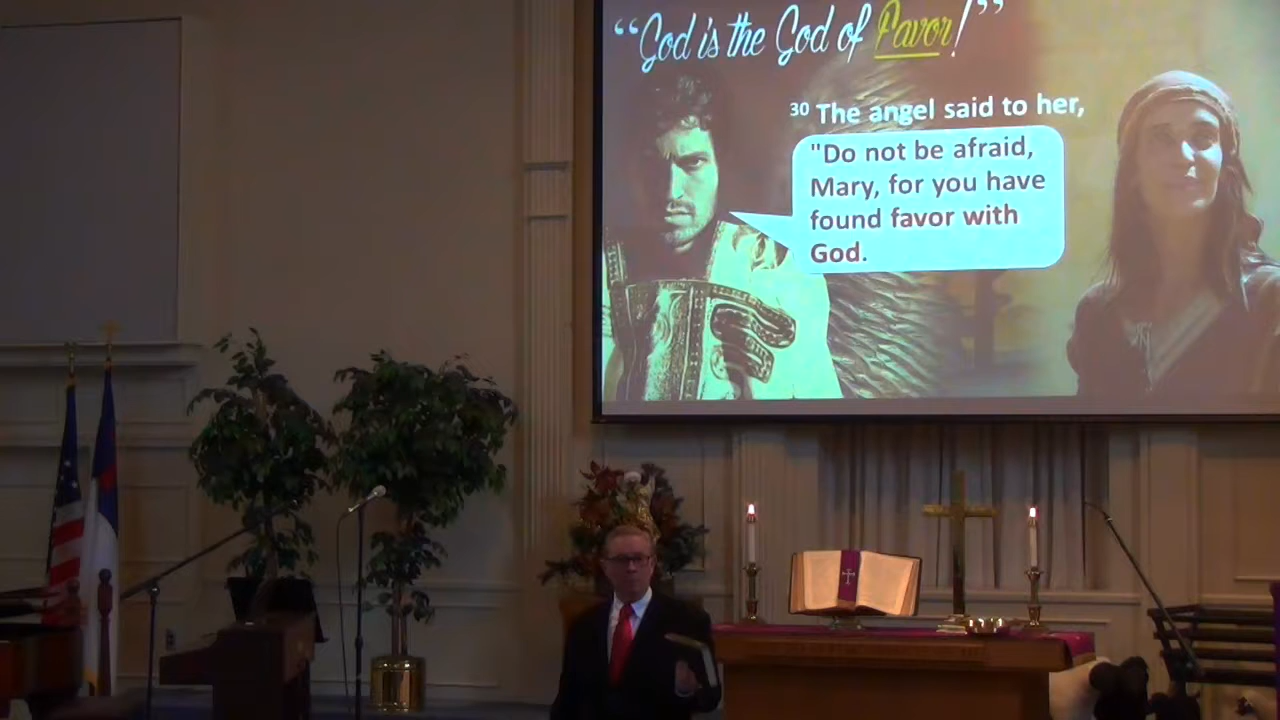 “God is the God of Favor!”
30 The angel said to her,
"Do not be afraid,
Mary, for you have
found favor with
God.